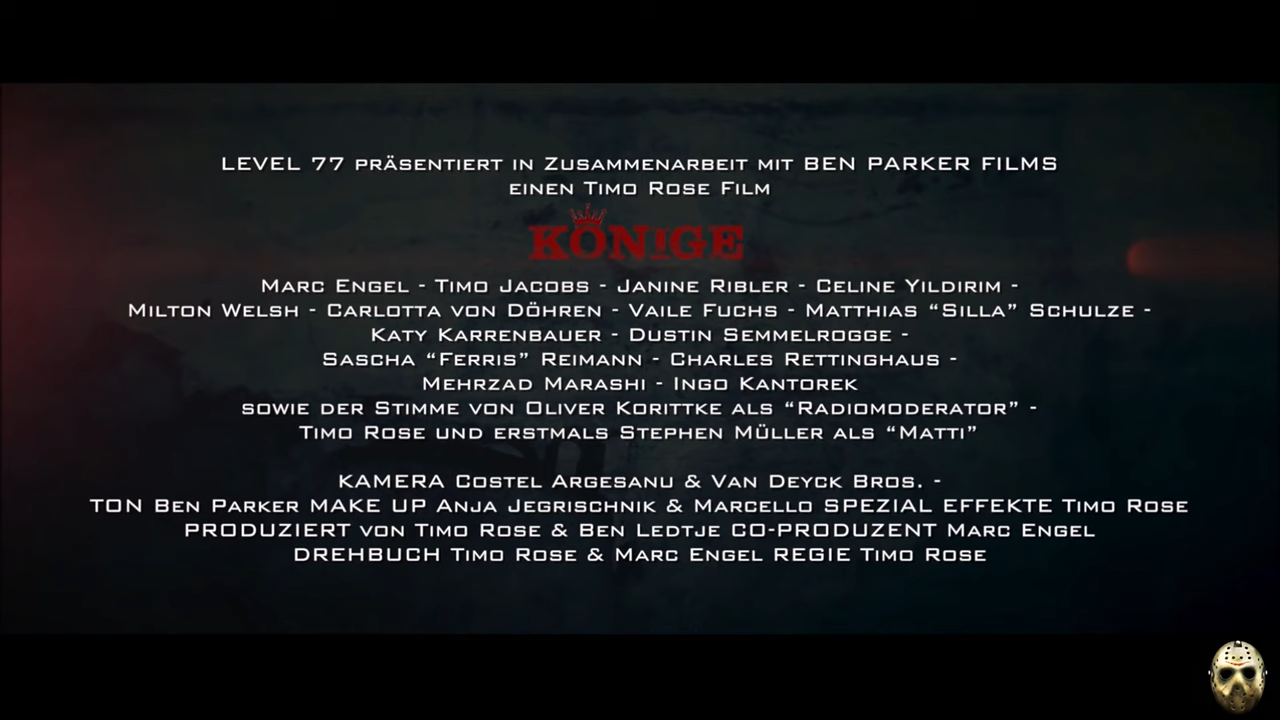 LEVEL 77 PRÄSENTIERT IN ZUSAMMENARBEIT MIT BEN PARKER FILMS
EINEN TIMO ROSE FILM
KÖN!GE
MARC ENGEL - TIMO JACOBS - JANINE RIBLER - CELINE YILDIRIM -
MILTON WELSH - CARLOTTA VON DÖHREN - VAILE FUCHS - MATTHIAS “SILLA” SCHULZE -
KATY KARRENBAUER - DUSTIN SEMMELROGGE -
SASCHA “FERRIS” REIMANN - CHARLES RETTINGHAUS -
MEHRZAD MARASHI - INGO KANTOREK
SOWIE DER STIMME VON OLIVER KORITTKE ALS “RADIOMODERATOR” -
TIMO ROSE UND ERSTMALS STEPHEN MÜLLER ALS “MATTI”
KAMERA COSTEL ARGESANU & VAN DEYCK BROS. -
TON BEN PARKER MAKE UP ANJA JEGRISCHNIK & MARCELLO SPEZIAL EFFEKTE TIMO ROSE
PRODUZIERT VON TIMO ROSE & BEN LEDTJE CO-PRODUZENT MARC ENGEL
DREHBUCH TIMO ROSE & MARC ENGEL REGIE TIMO ROSE